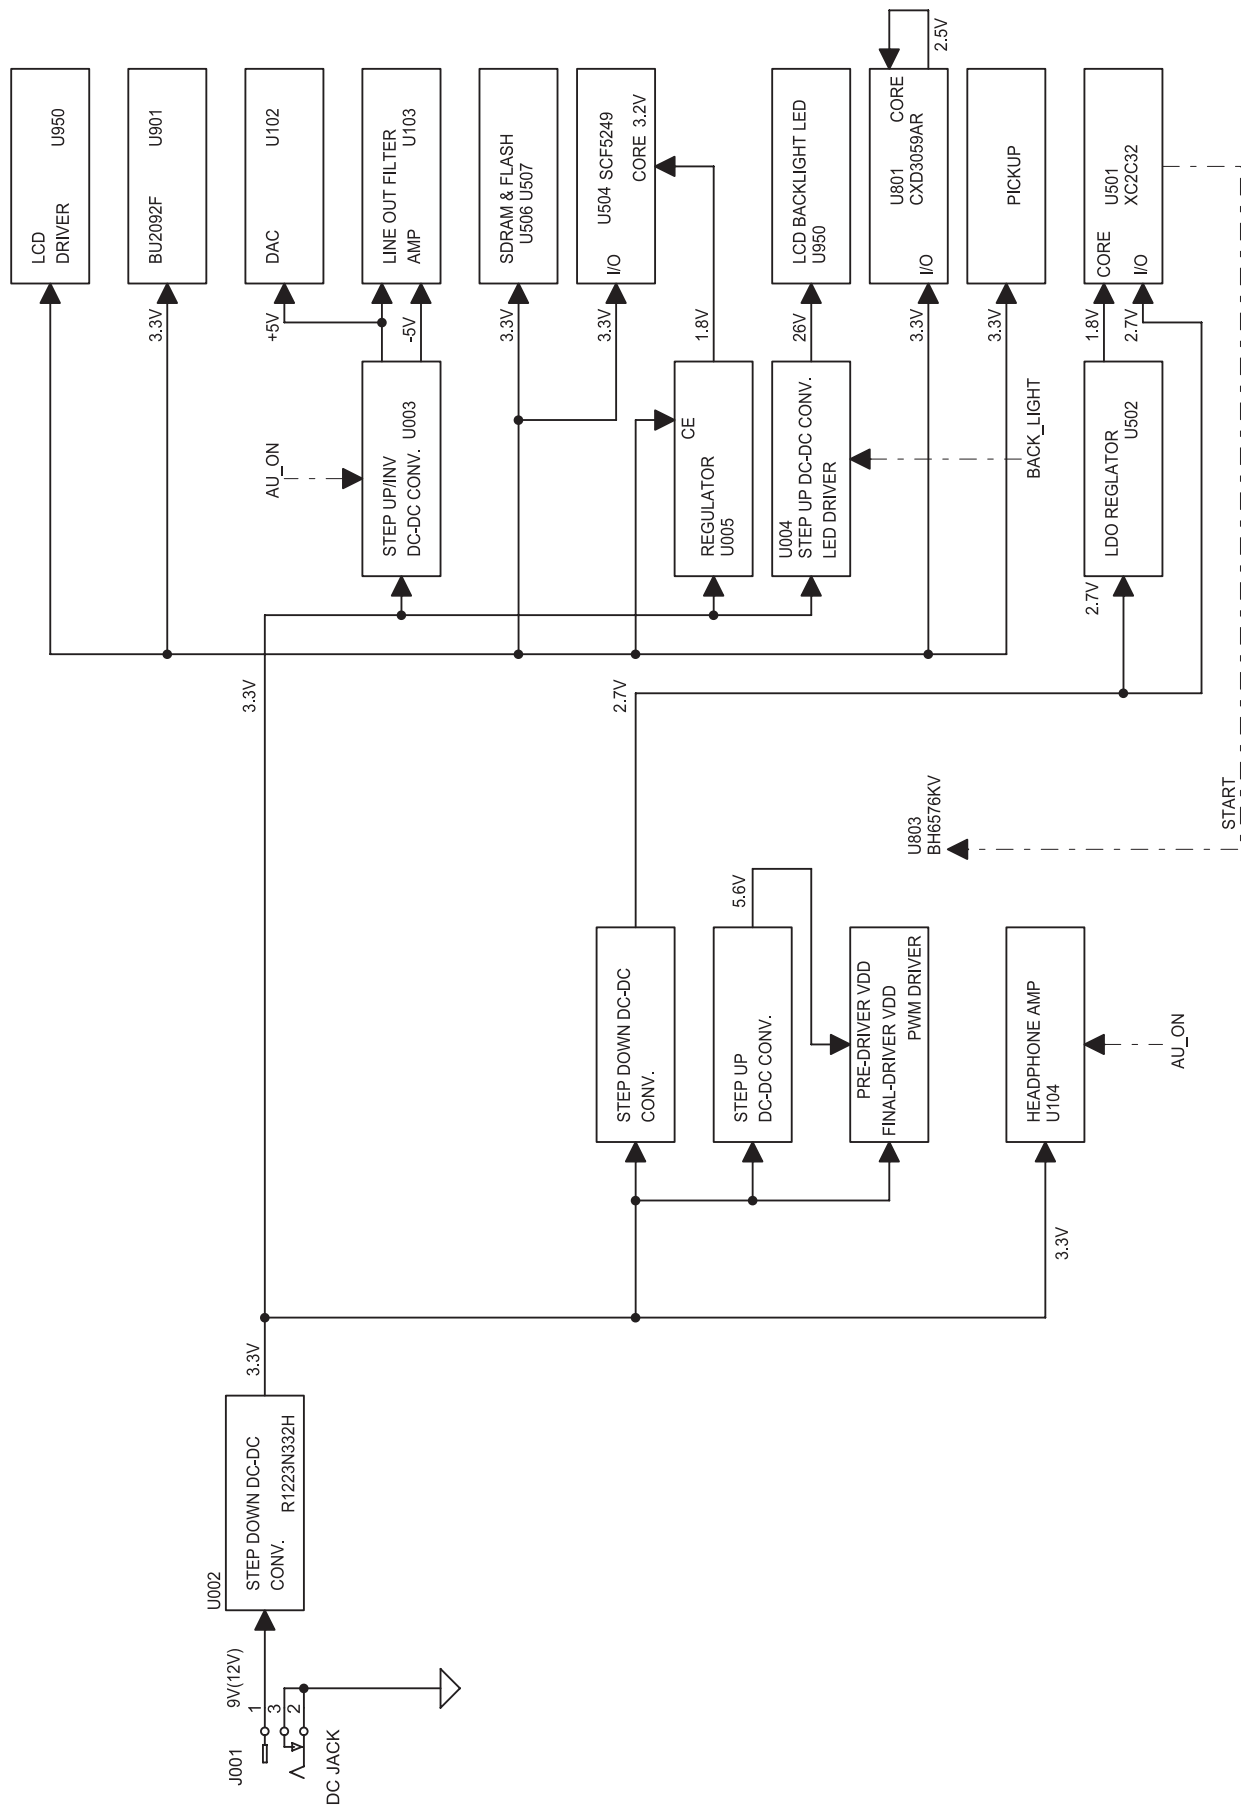 J001
DC JACK
1
3
2
9V(12V)
U002
STEP DOWN DC-DC
CONV.
R1223N332H
3.3V
3.3V
LCD
DRIVER
U950
BU2092F
U901
3.3V
DAC
U102
+5V
LINE OUT FILTER
AMP
U103
-5V
AU_ON
STEP UP/INV
DC-DC CONV.
U003
SDRAM & FLASH
U506 U507
3.3V
U504 SCF5249
CORE 3.2V
I/O
3.3V
1.8V
CE
REGULATOR
U005
LCD BACKLIGHT LED
U950
26V
U004
STEP UP DC-DC CONV.
LED DRIVER
BACK_LIGHT
2.5V
CORE
U801
CXD3059AR
I/O
3.3V
PICKUP
3.3V
U501
XC2C32
CORE
I/O
1.8V
2.7V
LDO REGLATOR
U502
2.7V
2.7V
STEP DOWN DC-DC
CONV.
STEP UP
DC-DC CONV.
5.6V
PRE-DRIVER VDD
FINAL-DRIVER VDD
PWM DRIVER
U803
BH6576KV
START
HEADPHONE AMP
U104
AU_ON
3.3V